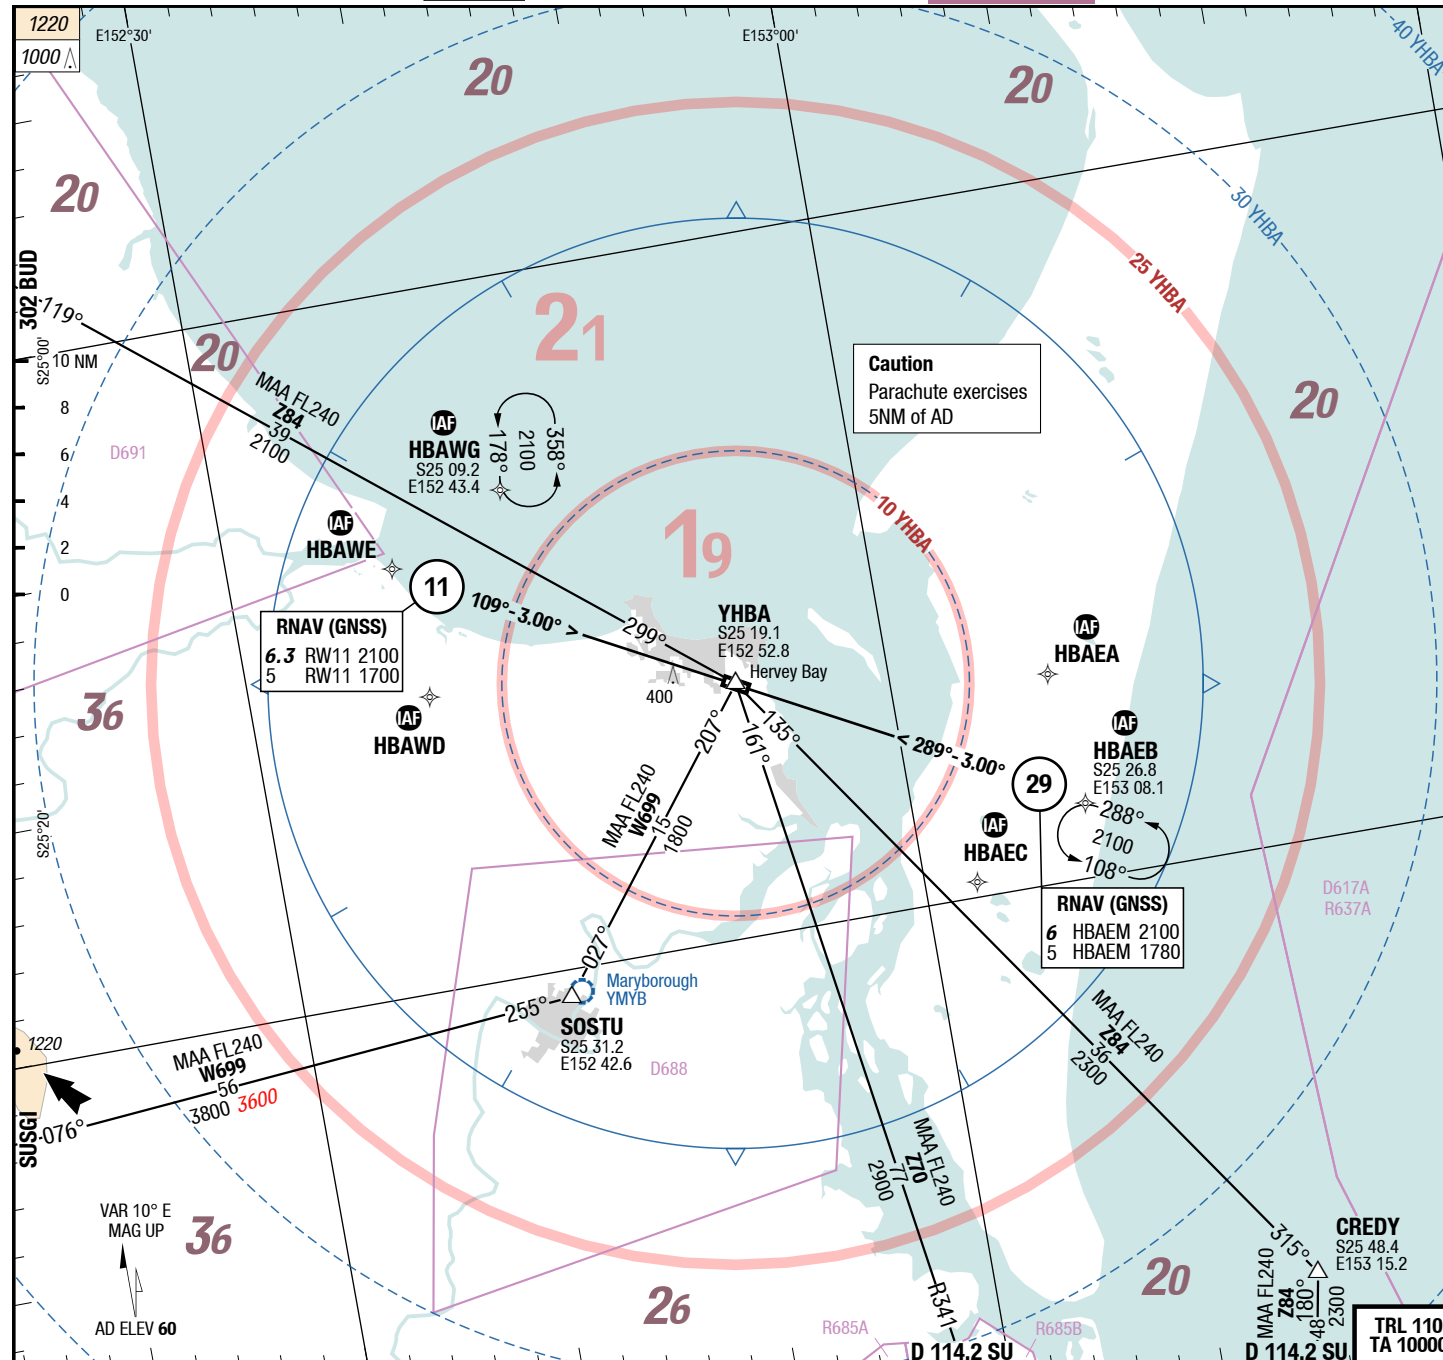 1220
1000
E152°30'
E153°00'
40 YHBA
20
20
20
30 YHBA
25 YHBA
302 BUD
119°
S25°00'
10 NM
8
6
4
2
0
20
21
MAA FL240
Z84
39
2100
D691
IAF
HBAWG
S25 09.2
E152 43.4
178°
2100
358°
Caution
Parachute exercises
5NM of AD
20
10 YHBA
19
IAF
HBAWE
11
109°-3.00° >
299°
RNAV (GNSS)
6.3 RW11 2100
5 RW11 1700
YHBA
S25 19.1
E152 52.8
Hervey Bay
400
IAF
HBAEA
36
IAF
HBAWD
207°
161°
135°
< 289°-3.00°
29
IAF
HBAEB
S25 26.8
E153 08.1
288°
2100
108°
MAA FL240
W699
15
1800
S25°20'
IAF
HBAEC
D617A
R637A
RNAV (GNSS)
6 HBAEM 2100
5 HBAEM 1780
027°
Maryborough
YMYB
255°
SOSTU
S25 31.2
E152 42.6
D688
1220
MAA FL240
W699
56
3800 3600
SUSGI
076°
MAA FL240
Z84
36
2300
MAA FL240
Z70
77
2900
VAR 10° E
MAG UP
AD ELEV 60
36
26
20
R341
315°
CREDY
S25 48.4
E153 15.2
MAA FL240
Z84
180°
48
2300
R685A
R685B
D 114.2 SU
D 114.2 SU
TRL 110
TA 10000